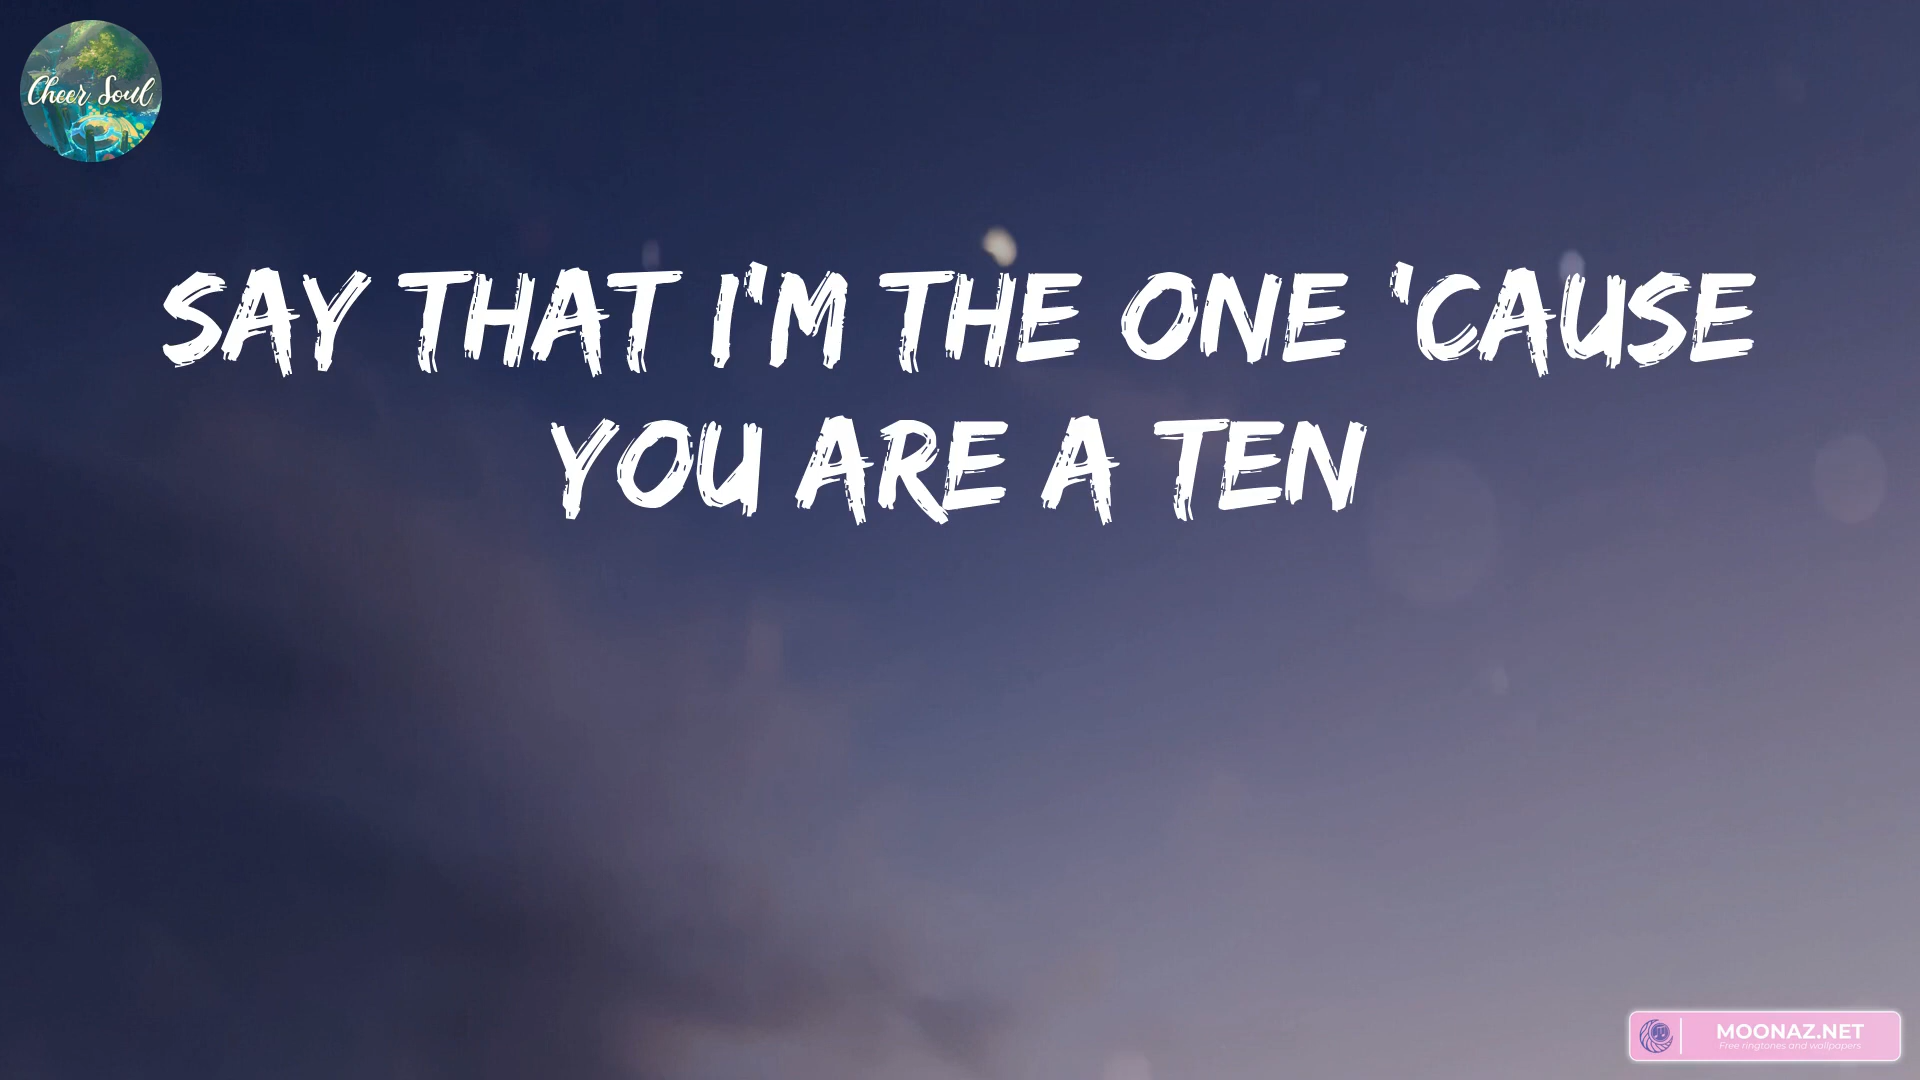 Cheer Soul
SAY THAT I'M THE ONE 'CAUSE
YOU ARE A TEN
MOONAZ.NET
Free ringtones and wallpapers